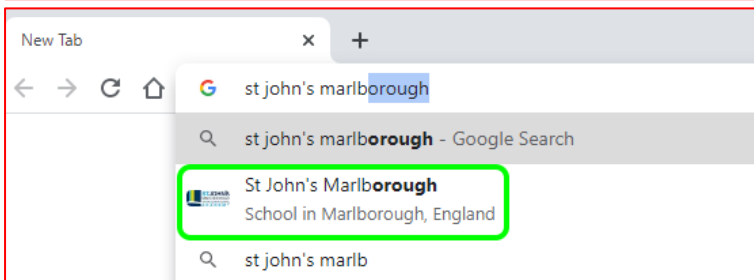 New Tab
st john's marlborough
st john's marlborough - Google Search
St John's Marlborough
School in Marlborough, England
st john's marlb